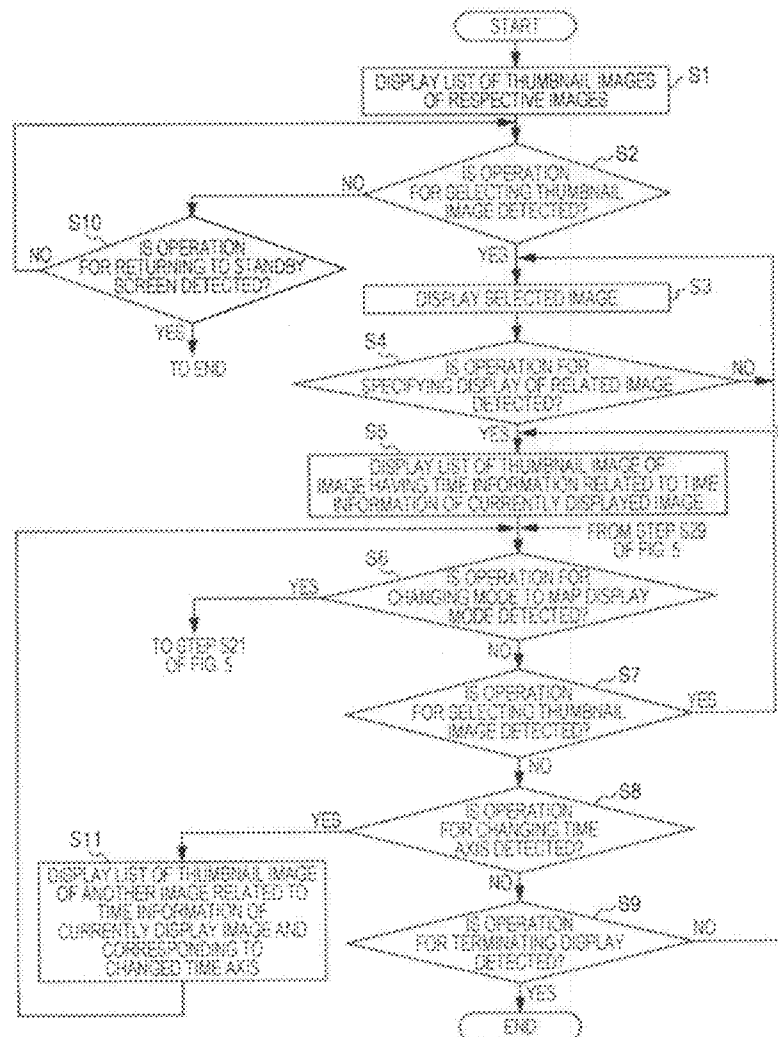 START
S1
DISPLAY LIST OF THUMBNAIL IMAGES
OF RESPECTIVE IMAGES
S2
IS OPERATION
FOR SELECTING THUMBNAIL
IMAGE DETECTED?
NO
YES
S10
IS OPERATION
FOR RETURNING TO STANDBY
SCREEN DETECTED?
NO
YES
TO END
S3
DISPLAY SELECTED IMAGE
S4
IS OPERATION FOR
SPECIFYING DISPLAY OF RELATED IMAGE
DETECTED?
NO
YES
S5
DISPLAY LIST OF THUMBNAIL IMAGE OF
IMAGE HAVING TIME INFORMATION RELATED TO TIME
INFORMATION OF CURRENTLY DISPLAYED IMAGE
FROM STEP S29
OF FIG. 5
S6
IS OPERATION FOR
CHANGING MODE TO MAP DISPLAY
MODE DETECTED?
YES
TO STEP S21
OF FIG. 5
NO
S7
IS OPERATION
FOR SELECTING THUMBNAIL
IMAGE DETECTED?
YES
NO
S8
IS OPERATION
FOR CHANGING TIME
AXIS DETECTED?
YES
NO
S11
DISPLAY LIST OF THUMBNAIL IMAGE
OF ANOTHER IMAGE RELATED TO
TIME INFORMATION OF
CURRENTLY DISPLAY IMAGE AND
CORRESPONDING TO
CHANGED TIME AXIS
S9
IS OPERATION
FOR TERMINATING DISPLAY
DETECTED?
NO
YES
END